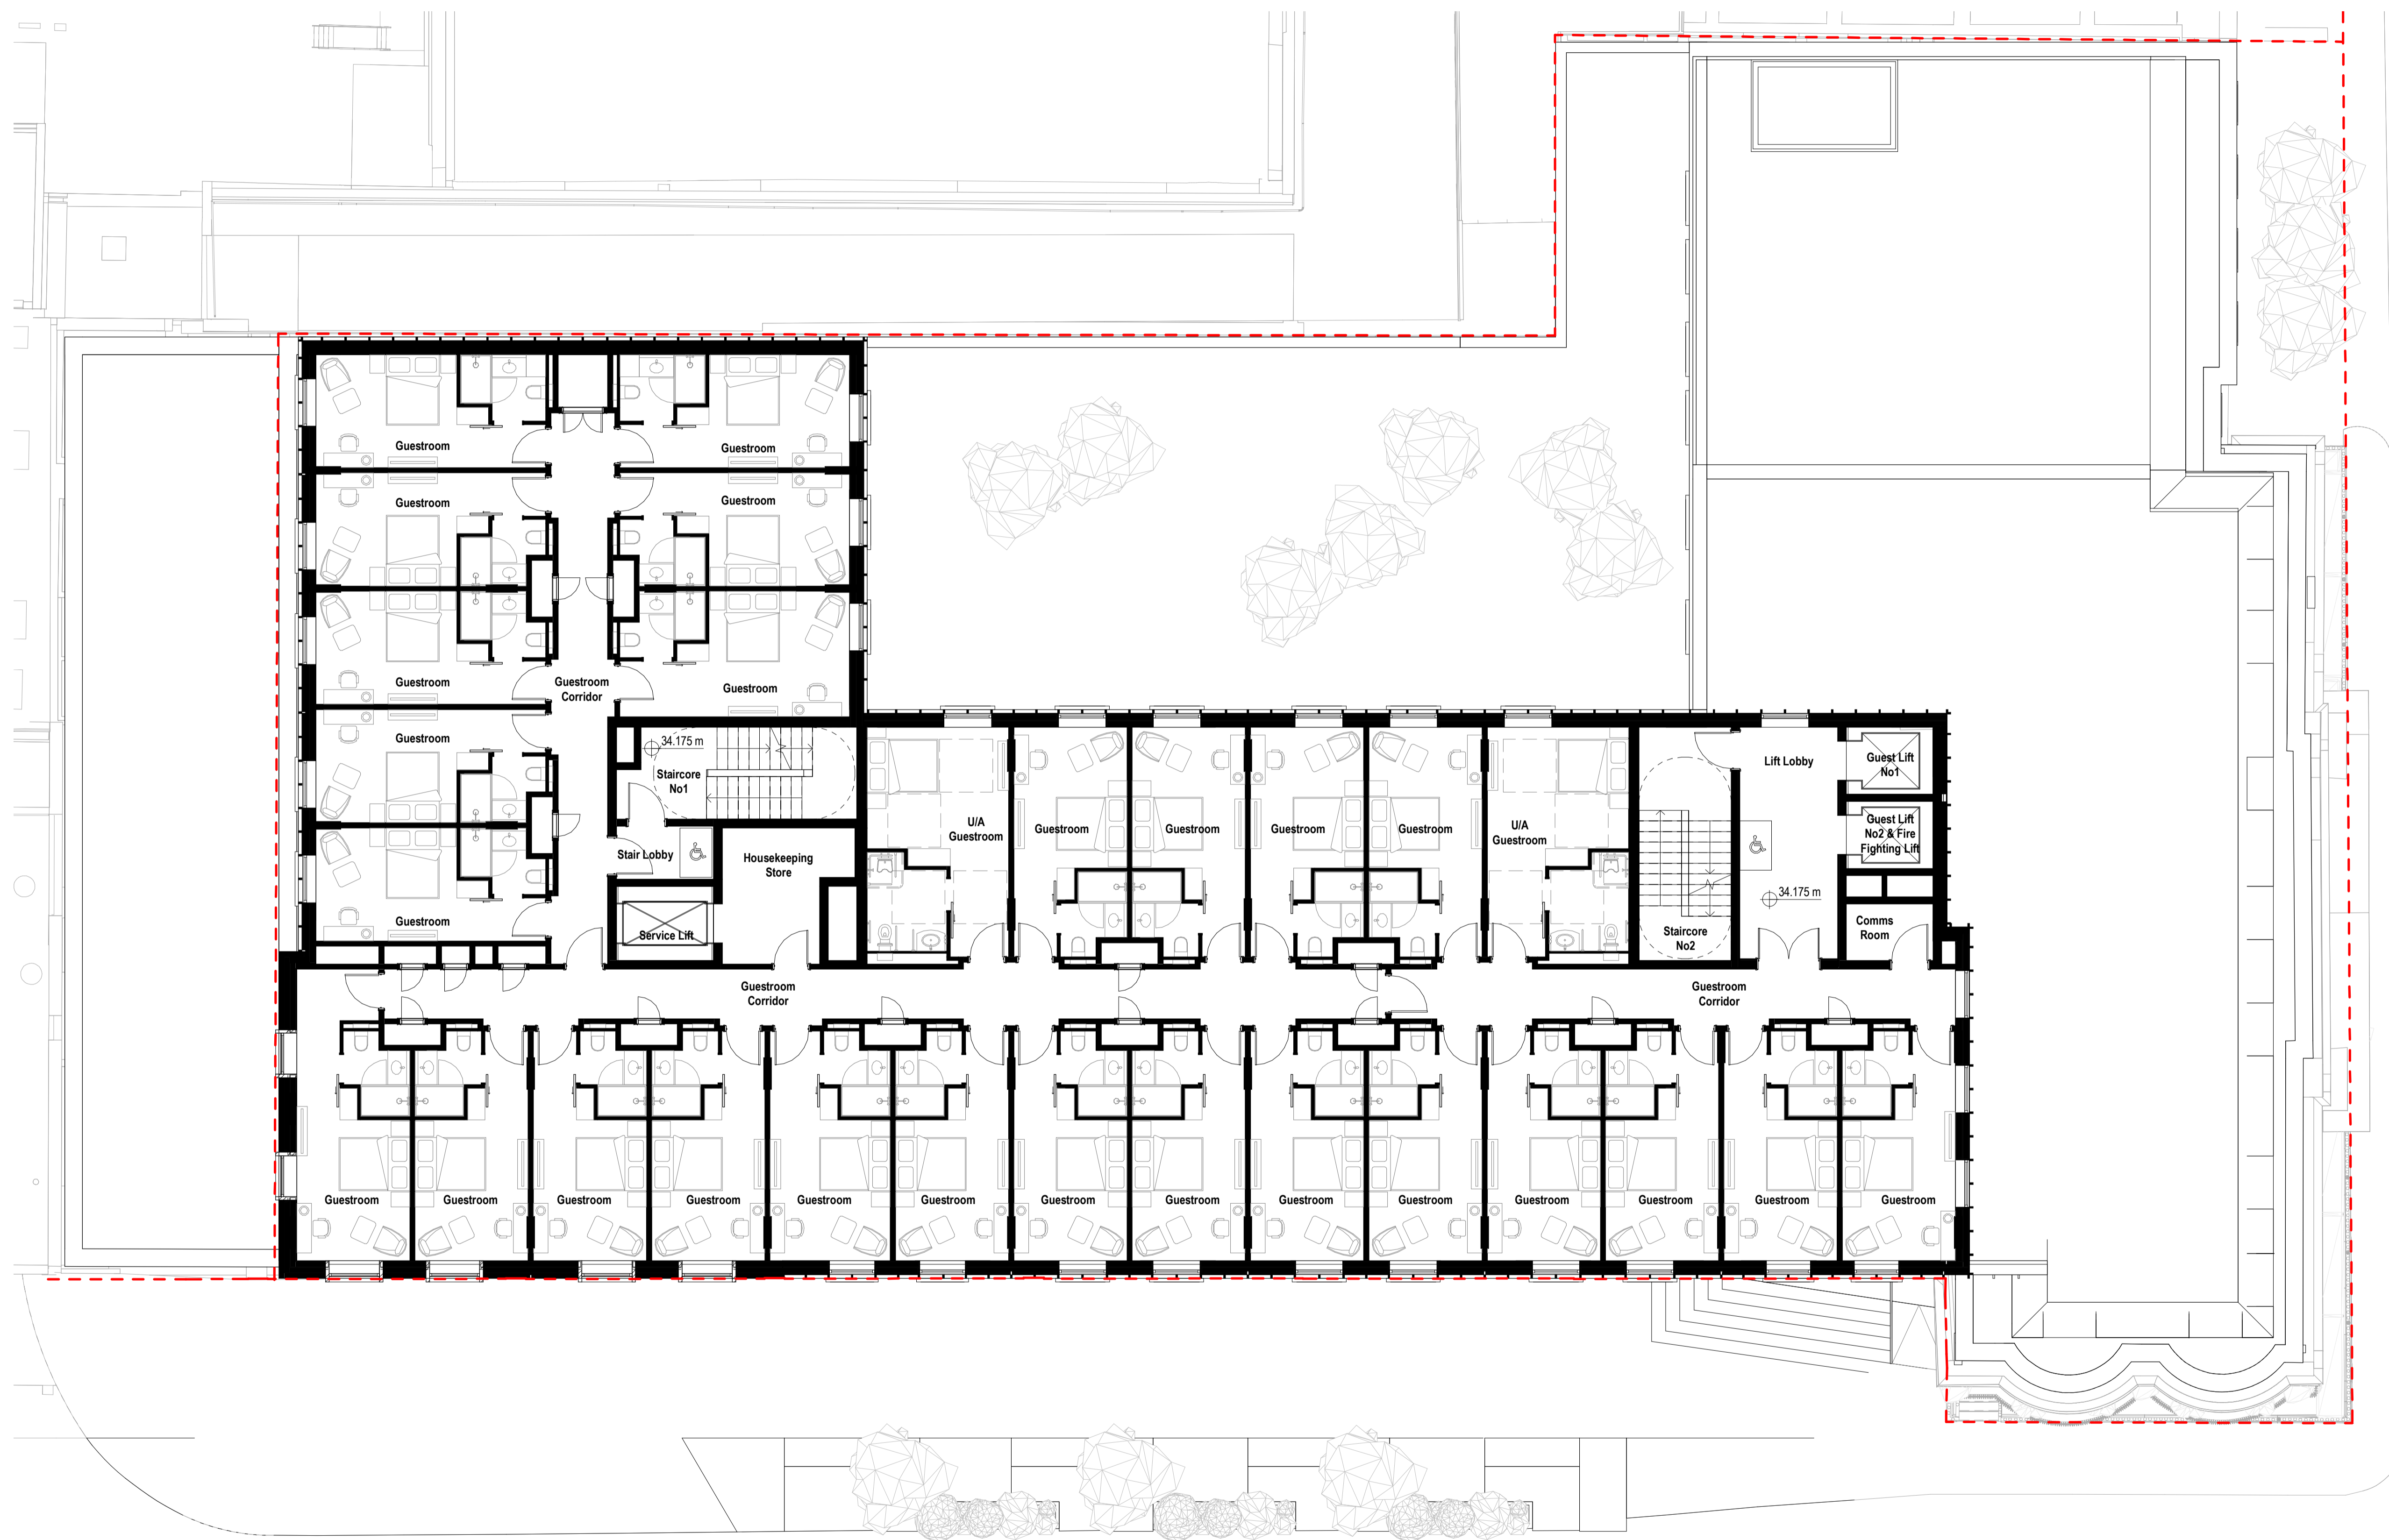 Guestroom
Guestroom
Guestroom
Guestroom
Guestroom
Guestroom
Corridor
Guestroom
Guestroom
Guestroom
34.175 m
Staircore
No1
Stair Lobby
Housekeeping
Store
Service Lift
U/A
Guestroom
Guestroom
Guestroom
Guestroom
Guestroom
U/A
Guestroom
Staircore
No2
Lift Lobby
34.175 m
Guest Lift
No1
Guest Lift
No2 & Fire
Fighting Lift
Comms
Room
Guestroom
Corridor
Guestroom
Corridor
Guestroom
Guestroom
Guestroom
Guestroom
Guestroom
Guestroom
Guestroom
Guestroom
Guestroom
Guestroom
Guestroom
Guestroom
Guestroom
Guestroom